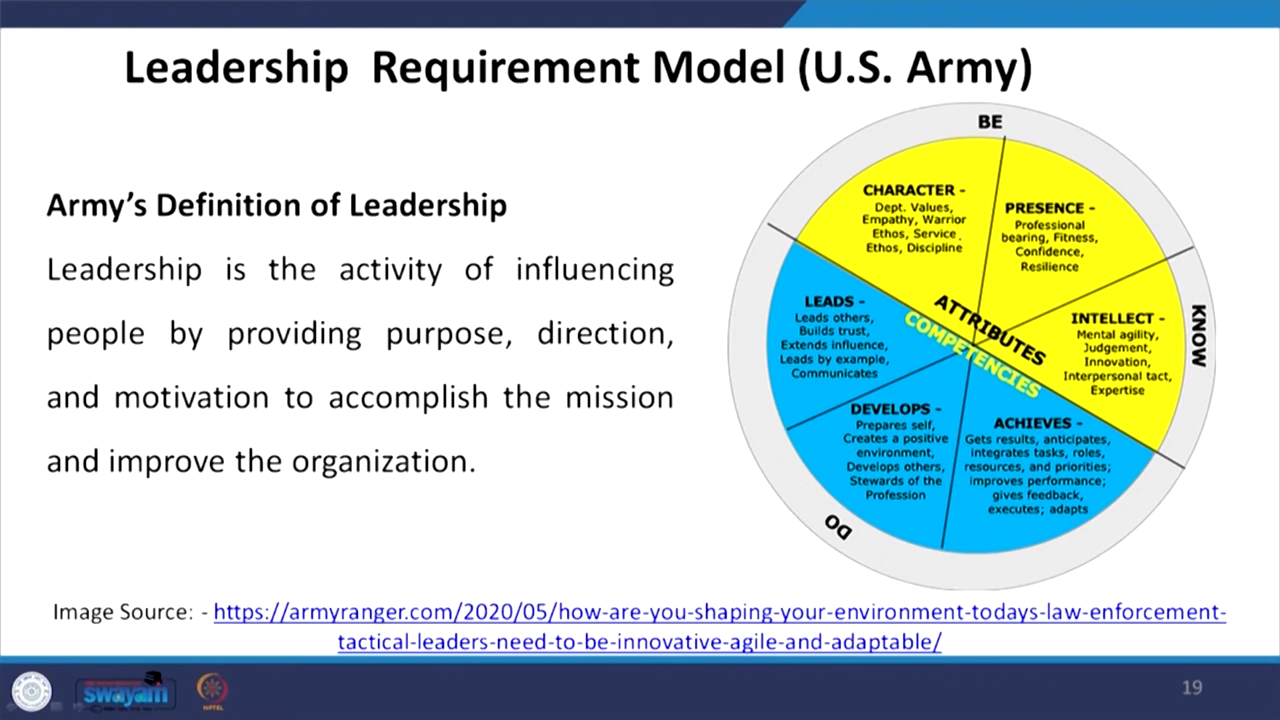 Leadership Requirement Model (U.S. Army)
Army's Definition of Leadership
Leadership is the activity of influencing
people by providing purpose, direction,
and motivation to accomplish the mission
and improve the organization.
BE
CHARACTER -
Dept. Values,
Empathy, Warrior
Ethos, Service
Ethos, Discipline
PRESENCE -
Professional
bearing, Fitness,
Confidence,
Resilience
KNOW
INTELLECT -
Mental agility,
Judgement,
Innovation,
Interpersonal tact,
Expertise
ATTRIBUTES
COMPETENCIES
LEADS -
Leads others,
Builds trust,
Extends influence,
Leads by example,
Communicates
DEVELOPS -
Prepares self,
Creates a positive
environment,
Develops others,
Stewards of the
Profession
ACHIEVES -
Gets results, anticipates,
integrates tasks, roles,
resources, and priorities;
improves performance;
gives feedback,
executes; adapts
DO
Image Source: - https://armyranger.com/2020/05/how-are-you-shaping-your-environment-todays-law-enforcement-
tactical-leaders-need-to-be-innovative-agile-and-adaptable/
swayam
NPTEL
19